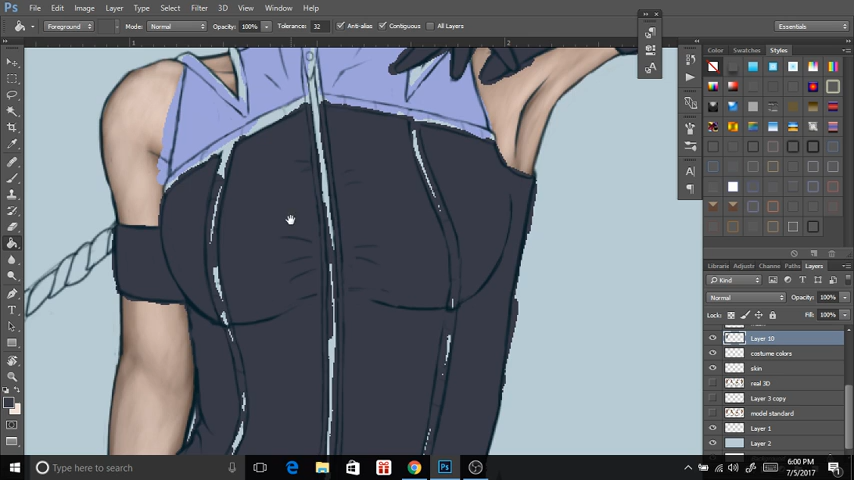 Ps File Edit Image Layer Type Select Filter 3D View Window Help
Foreground Mode: Normal Opacity: 100% Tolerance: 32 Anti-alias Contiguous All Layers Essentials
1 2
Color Swatches Styles
Librarie Adjustm Channe Paths Layers
Kind
Normal Opacity: 100%
Lock: Fill: 100%
Layer 10
costume colors
skin
real 3D
Layer 3 copy
model standard
Layer 1
Layer 2
Type here to search
6:00 PM
7/5/2017